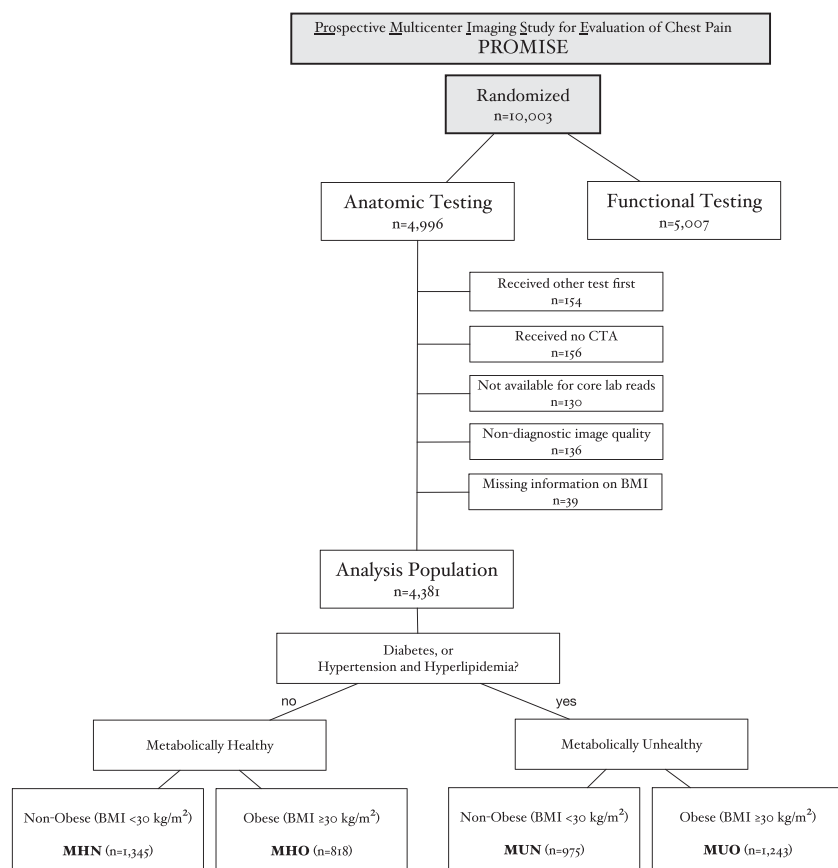 Prospective Multicenter Imaging Study for Evaluation of Chest Pain
PROMISE
Randomized
n=10,003
Anatomic Testing
n=4,996
Functional Testing
n=5,007
Received other test first
n=154
Received no CTA
n=156
Not available for core lab reads
n=130
Non-diagnostic image quality
n=136
Missing information on BMI
n=39
Analysis Population
n=4,381
Diabetes, or
Hypertension and Hyperlipidemia?
no
yes
Metabolically Healthy
Metabolically Unhealthy
Non-Obese (BMI <30 kg/m²)
MHN (n=1,345)
Obese (BMI ≥30 kg/m²)
MHO (n=818)
Non-Obese (BMI <30 kg/m²)
MUN (n=975)
Obese (BMI ≥30 kg/m²)
MUO (n=1,243)